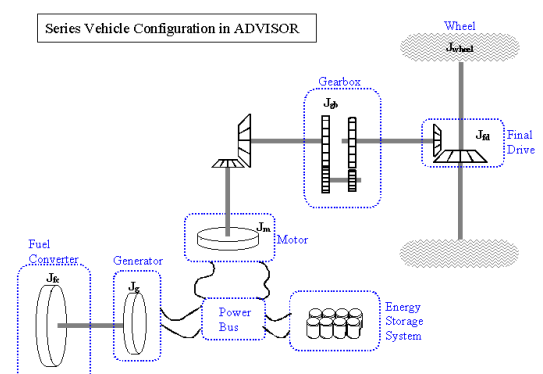 Series Vehicle Configuration in ADVISOR
Wheel
Jwheel
Gearbox
Jgb
Jfd
Final
Drive
Jm
Motor
Fuel
Converter
Generator
Jfc
Jg
Power
Bus
Energy
Storage
System